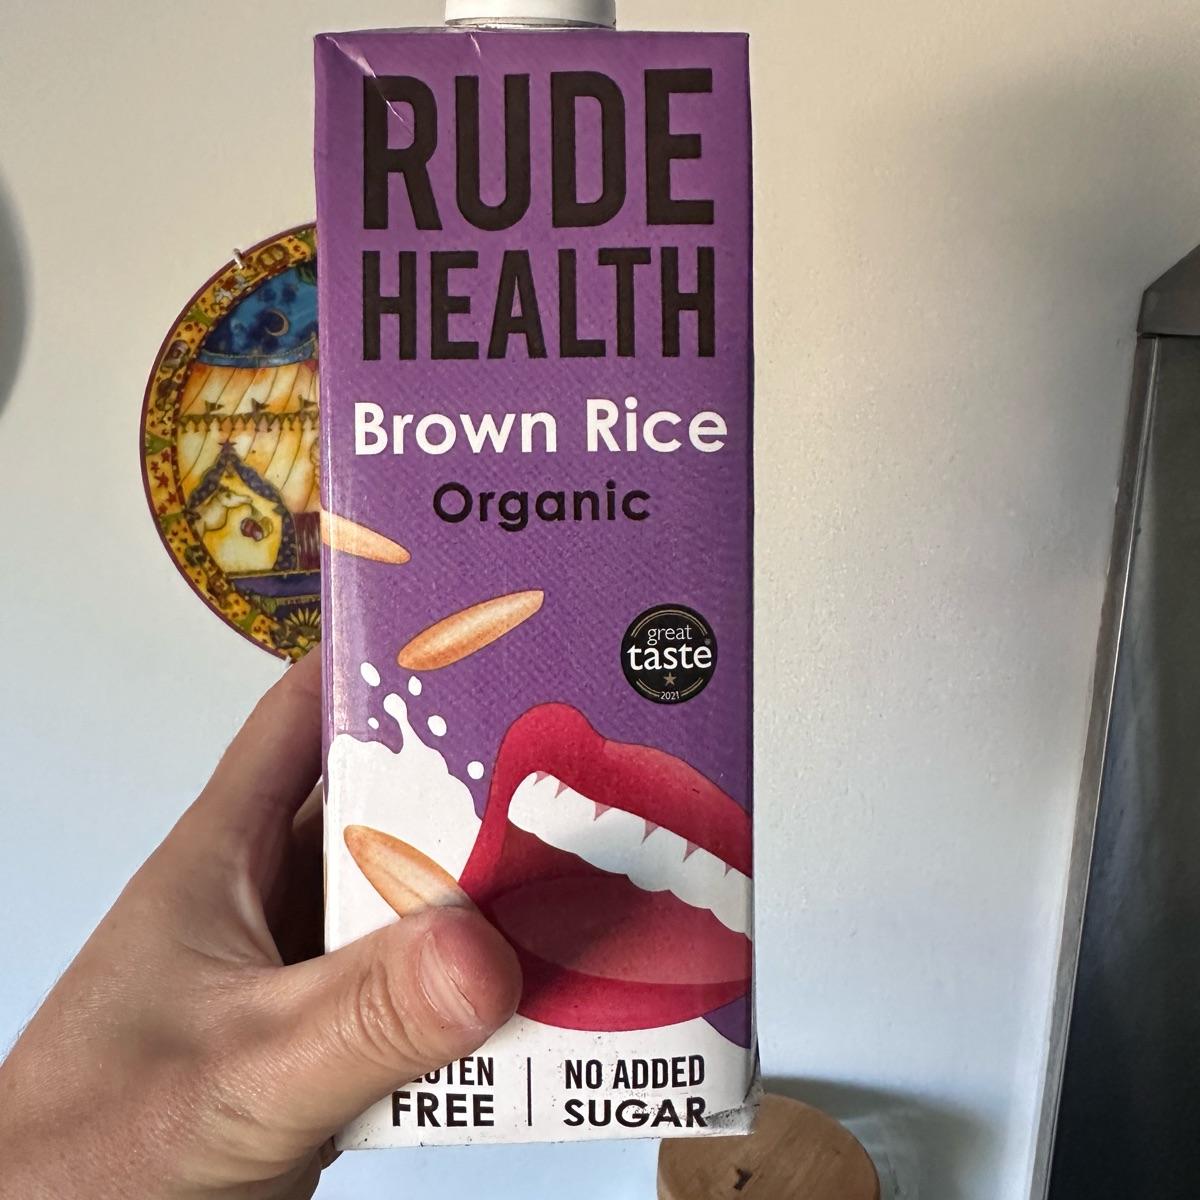 RUDE
HEALTH
Brown Rice
Organic
great
taste
2021
FREE
NO ADDED
SUGAR